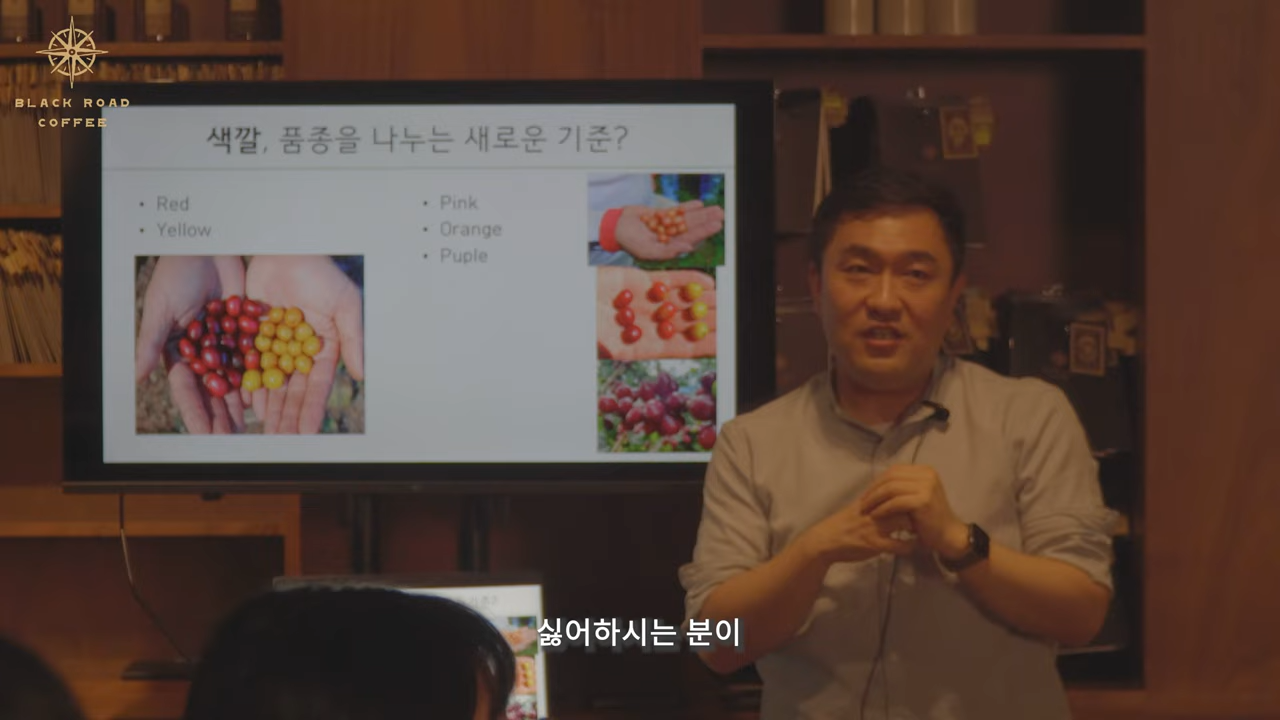 BLACK ROAD
COFFEE
색깔, 품종을 나누는 새로운 기준?
• Red
• Yellow
• Pink
• Orange
• Puple
싫어하시는 분이